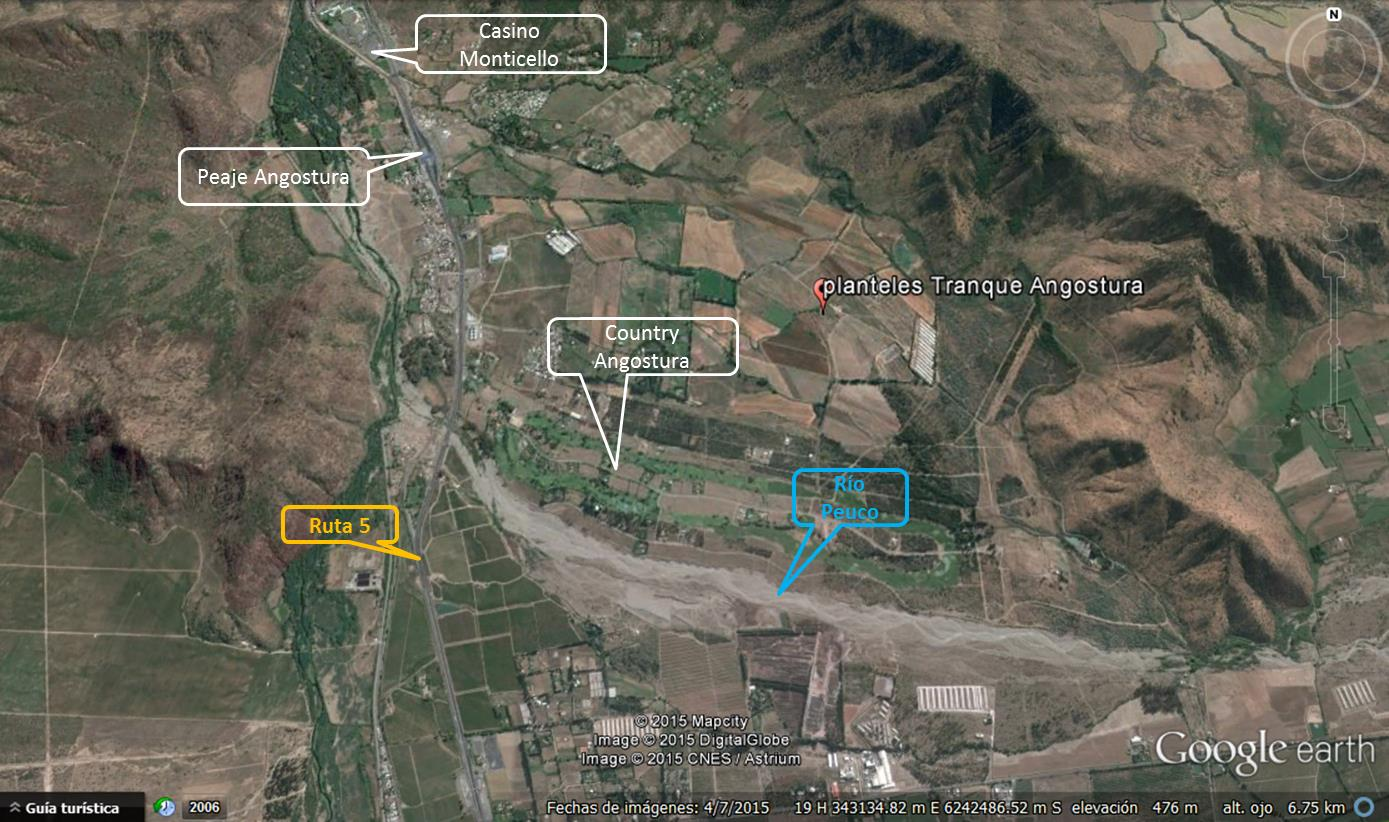 N
Casino
Monticello
Peaje Angostura
planteles Tranque Angostura
Country
Angostura
Río
Peuco
Ruta 5
© 2015 Mapcity
Image © 2015 DigitalGlobe
Image © 2015 CNES / Astrium
Google earth
Guía turística
2006
Fechas de imágenes: 4/7/2015 19 H 343134.82 m E 6242486.52 m S elevación 476 m alt. ojo 6.75 km